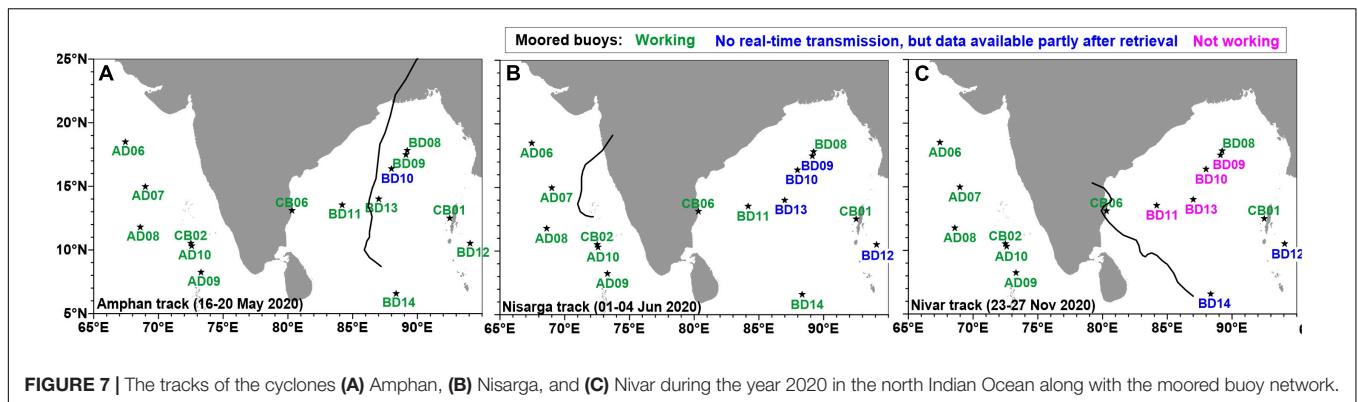 Moored buoys: Working No real-time transmission, but data available partly after retrieval Not working
25°N
20°N
15°N
10°N
5°N
A
AD06
AD07
AD08
CB02
AD10
AD09
CB06
BD11
BD13
BD08
BD09
BD10
CB01
BD12
BD14
Amphan track (16-20 May 2020)
65°E 70°E 75°E 80°E 85°E 90°E
B
AD06
AD07
AD08
CB02
AD10
AD09
CB06
BD11
BD13
BD08
BD09
BD10
CB01
BD12
BD14
Nisarga track (01-04 Jun 2020)
65°E 70°E 75°E 80°E 85°E 90°E
C
AD06
AD07
AD08
CB02
AD10
AD09
CB06
BD11
BD13
BD08
BD09
BD10
CB01
BD12
BD14
Nivar track (23-27 Nov 2020)
65°E 70°E 75°E 80°E 85°E 90°E
FIGURE 7 | The tracks of the cyclones (A) Amphan, (B) Nisarga, and (C) Nivar during the year 2020 in the north Indian Ocean along with the moored buoy network.